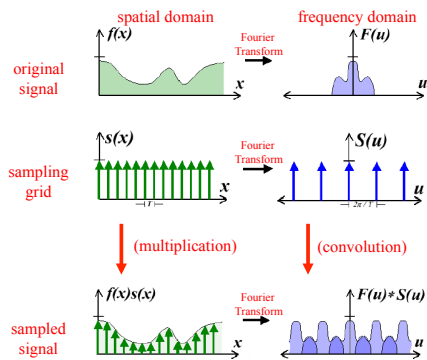 spatial domain
frequency domain
f(x)
Fourier
Transform
F(u)
original
signal
x
u
s(x)
Fourier
Transform
S(u)
sampling
grid
x
u
T
2π/T
(multiplication)
(convolution)
f(x)s(x)
Fourier
Transform
F(u)*S(u)
sampled
signal
x
u